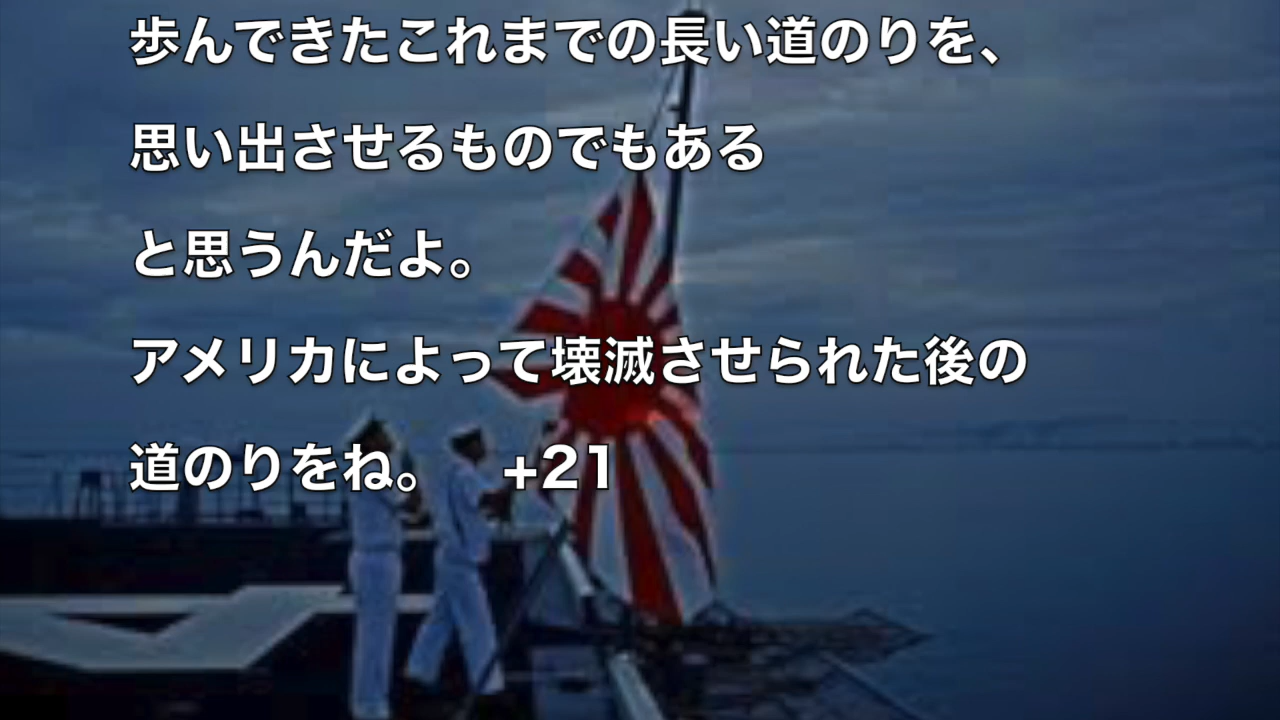 歩んできたこれまでの長い道のりを、
思い出させるものでもある
と思うんだよ。
アメリカによって壊滅させられた後の
道のりをね。　+21